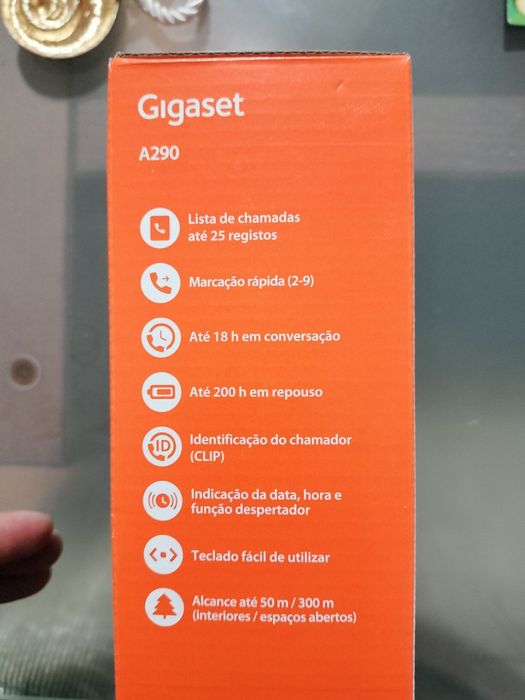 Gigaset
A290
Lista de chamadas
até 25 registos
Marcação rápida (2-9)
Até 18 h em conversação
Até 200 h em repouso
ID
Identificação do chamador
(CLIP)
Indicação da data, hora e
função despertador
Teclado fácil de utilizar
Alcance até 50 m / 300 m
(interiores / espaços abertos)